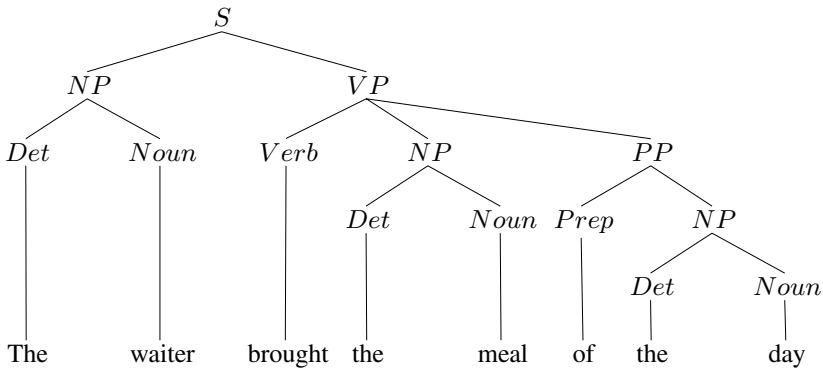 S
NP VP
Det Noun Verb NP PP
Det Noun Prep NP
Det Noun
The waiter brought the meal of the day